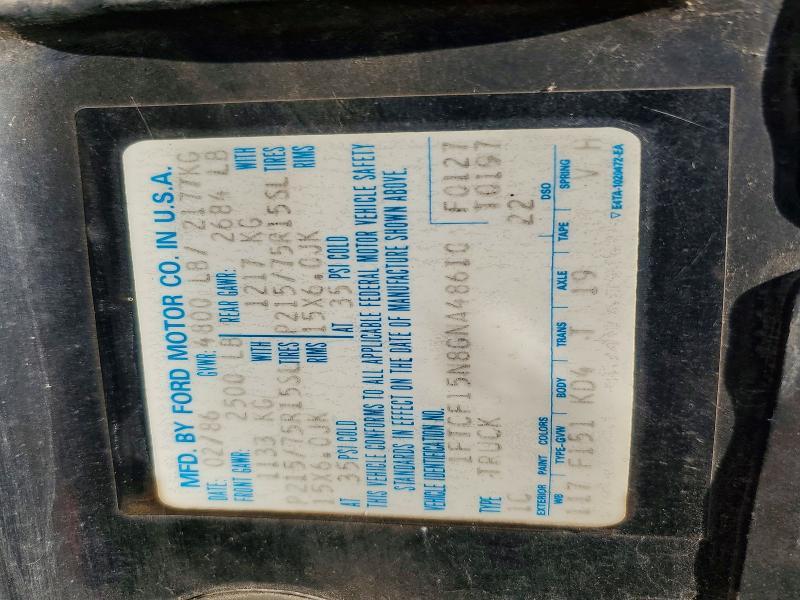 MFD. BY FORD MOTOR CO. IN U.S.A.
DATE: 02/86 GVWR: 4800 LB/ 2177KG
FRONT GAWR: 2500 LB REAR GAWR: 2684 LB
1133 KG WITH 1217 KG WITH
P215/75R15SL TIRES P215/75R15SL TIRES
15X6.0JK RIMS 15X6.0JK RIMS
AT 35 PSI COLD AT 35 PSI COLD
THIS VEHICLE CONFORMS TO ALL APPLICABLE FEDERAL MOTOR VEHICLE SAFETY
STANDARDS IN EFFECT ON THE DATE OF MANUFACTURE SHOWN ABOVE.
VEHICLE IDENTIFICATION NO.
1FTCF15N8GNA48610 F0127
TYPE TRUCK T0197
1C 22
EXTERIOR PAINT COLORS DSO
WB TYPE-GVW BODY TRANS AXLE TAPE SPRING
117 F151 KD4 T 19 V H
▽ E4TA-1020472-EA